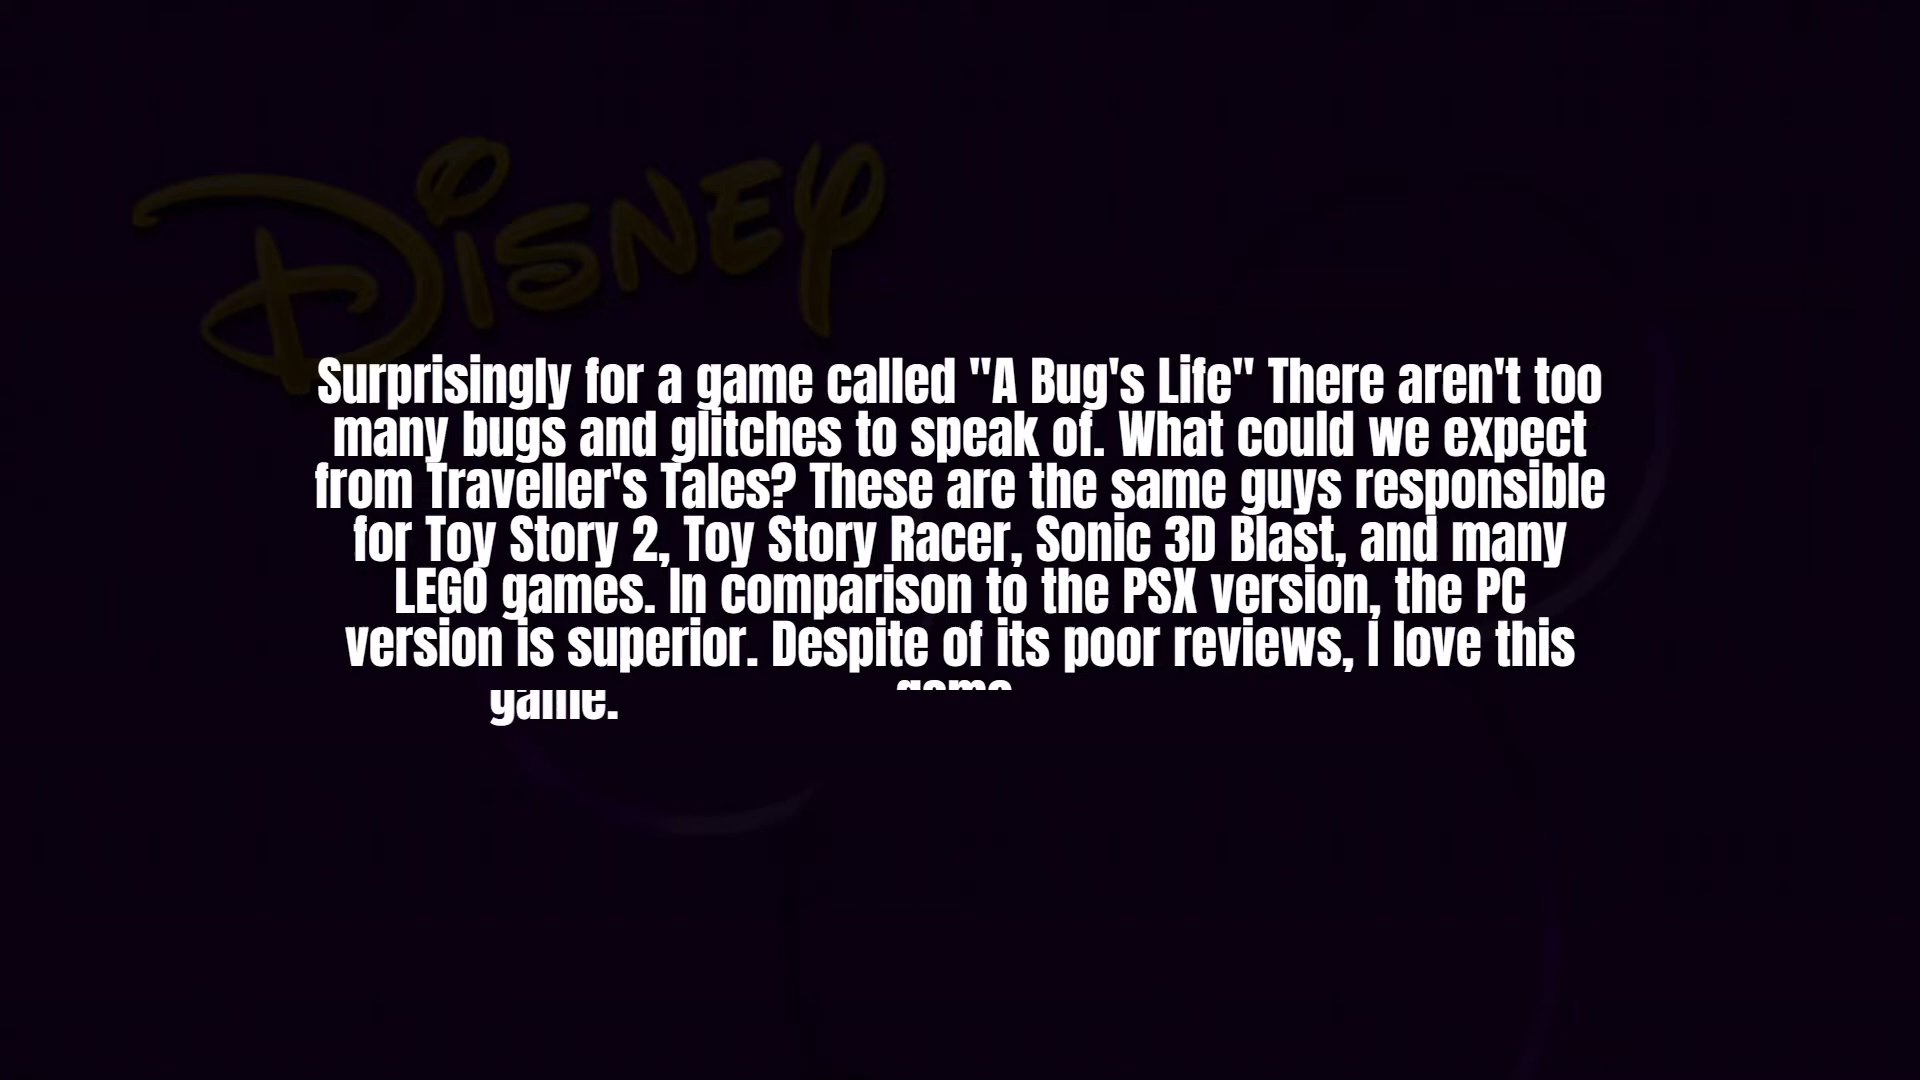 Disney
Surprisingly for a game called "A Bug's Life" There aren't too
many bugs and glitches to speak of. What could we expect
from Traveller's Tales? These are the same guys responsible
for Toy Story 2, Toy Story Racer, Sonic 3D Blast, and many
LEGO games. In comparison to the PSX version, the PC
version is superior. Despite of its poor reviews, I love this
game.